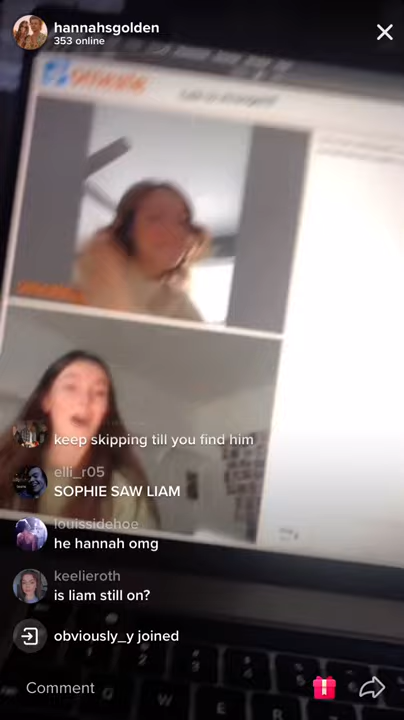 hannahsgolden
353 online
keep skipping till you find him
elli_r05
SOPHIE SAW LIAM
louissidehoe
he hannah omg
keelieroth
is liam still on?
obviously_y joined
Comment
W
E
R